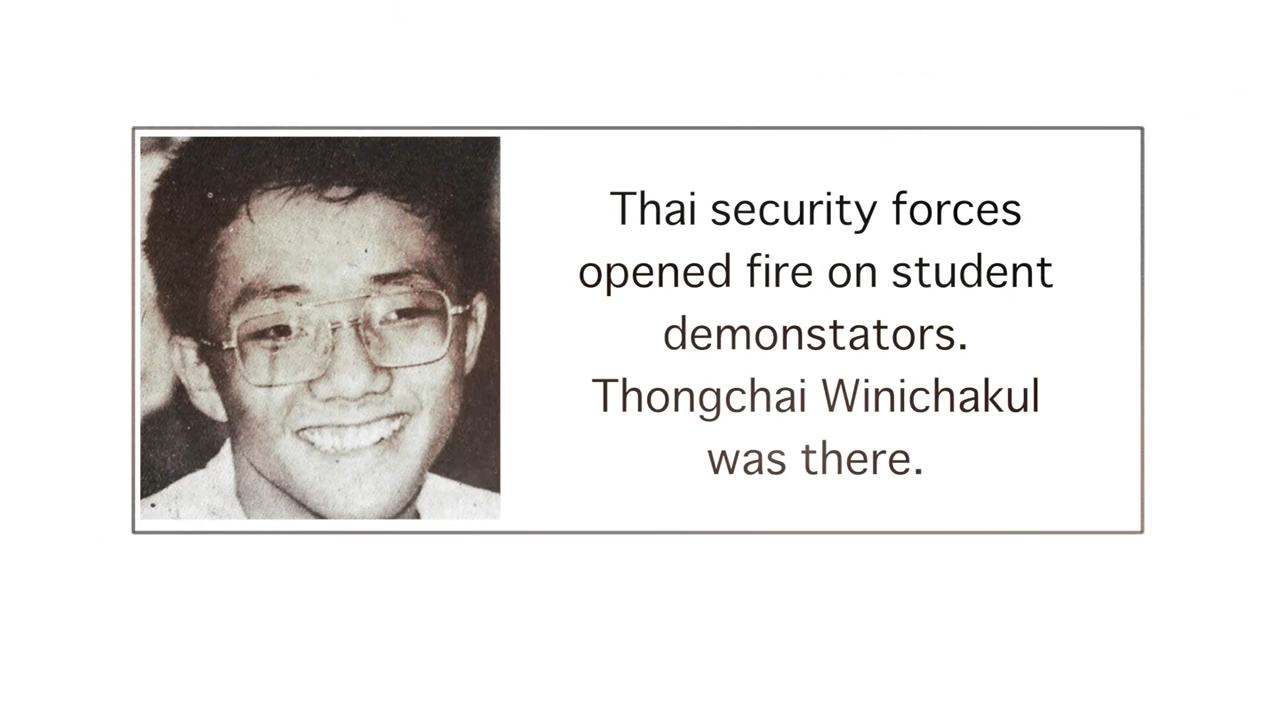 Thai security forces
opened fire on student
demonstators.
Thongchai Winichakul
was there.